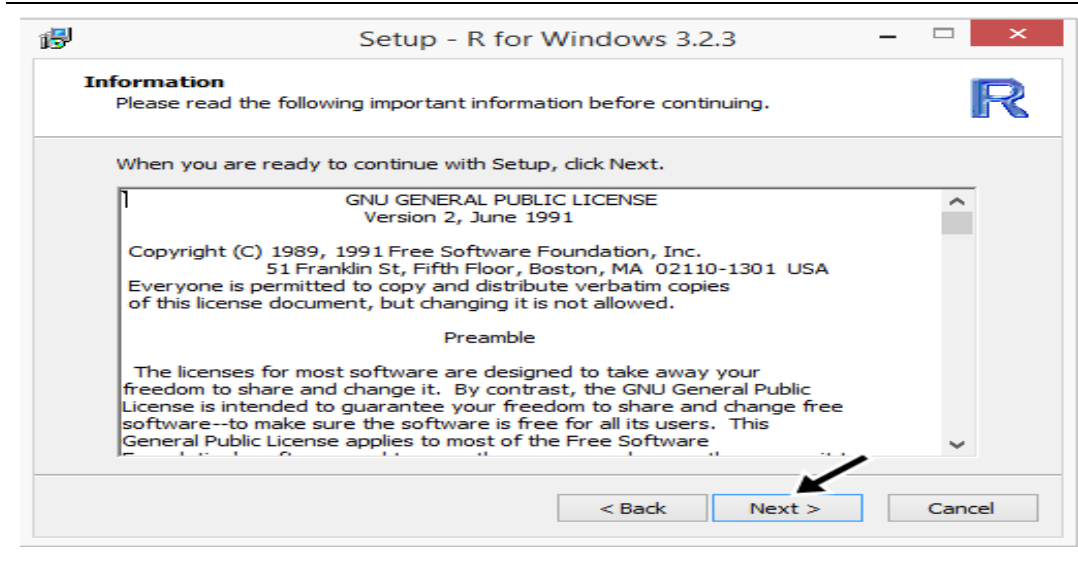 Setup - R for Windows 3.2.3
Information
Please read the following important information before continuing.
R
When you are ready to continue with Setup, click Next.
GNU GENERAL PUBLIC LICENSE
Version 2, June 1991
Copyright (C) 1989, 1991 Free Software Foundation, Inc.
51 Franklin St, Fifth Floor, Boston, MA 02110-1301 USA
Everyone is permitted to copy and distribute verbatim copies
of this license document, but changing it is not allowed.
Preamble
The licenses for most software are designed to take away your
freedom to share and change it. By contrast, the GNU General Public
License is intended to guarantee your freedom to share and change free
software--to make sure the software is free for all its users. This
General Public License applies to most of the Free Software
< Back
Next >
Cancel